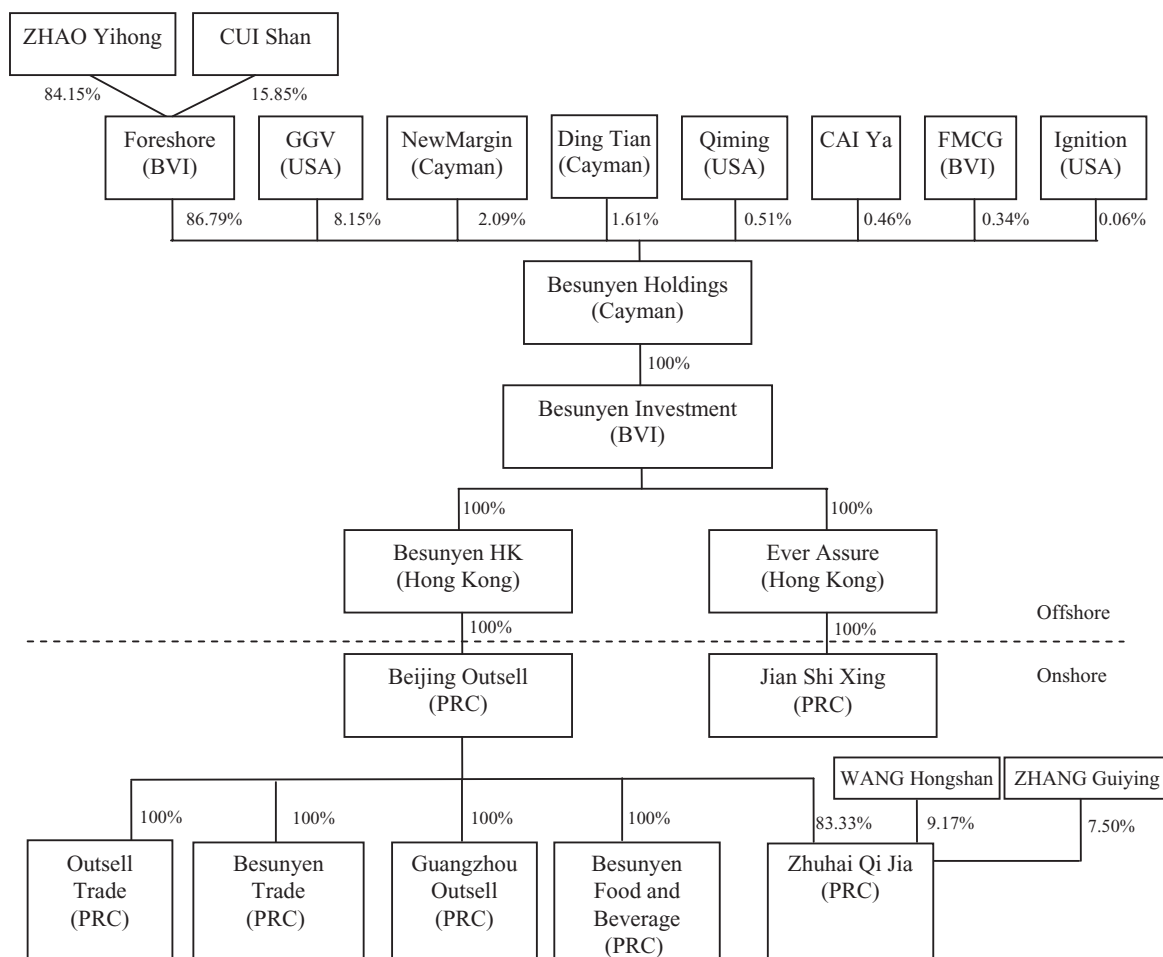 ZHAO Yihong
CUI Shan
84.15%
15.85%
Foreshore
(BVI)
GGV
(USA)
NewMargin
(Cayman)
Ding Tian
(Cayman)
Qiming
(USA)
CAI Ya
FMCG
(BVI)
Ignition
(USA)
86.79%
8.15%
2.09%
1.61%
0.51%
0.46%
0.34%
0.06%
Besunyen Holdings
(Cayman)
100%
Besunyen Investment
(BVI)
100%
100%
Besunyen HK
(Hong Kong)
Ever Assure
(Hong Kong)
Offshore
100%
100%
Beijing Outsell
(PRC)
Jian Shi Xing
(PRC)
Onshore
WANG Hongshan
ZHANG Guiying
100%
100%
100%
100%
83.33%
9.17%
7.50%
Outsell
Trade
(PRC)
Besunyen
Trade
(PRC)
Guangzhou
Outsell
(PRC)
Besunyen
Food and
Beverage
(PRC)
Zhuhai Qi Jia
(PRC)